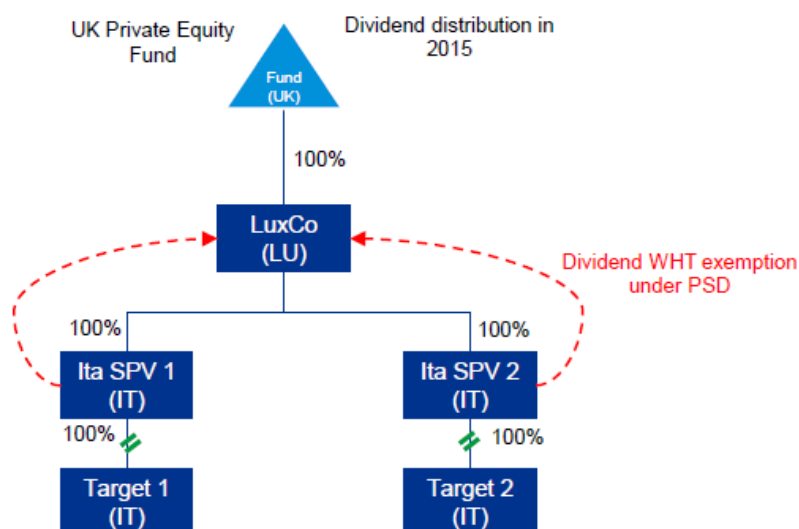 UK Private Equity
Fund
Dividend distribution in
2015
Fund
(UK)
100%
LuxCo
(LU)
Dividend WHT exemption
under PSD
100%
100%
Ita SPV 1
(IT)
Ita SPV 2
(IT)
100%
100%
Target 1
(IT)
Target 2
(IT)